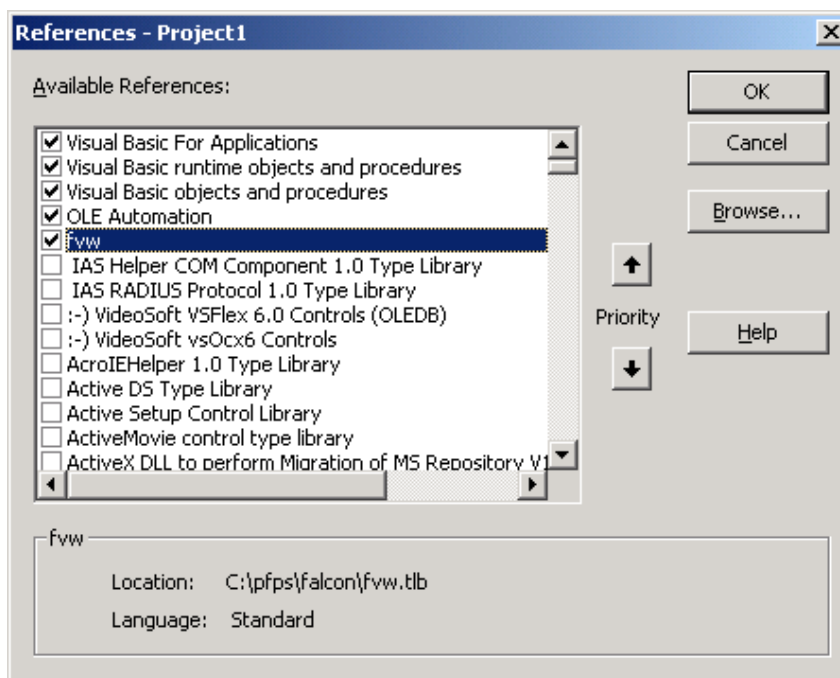 References - Project1
Available References:
Visual Basic For Applications
Visual Basic runtime objects and procedures
Visual Basic objects and procedures
OLE Automation
fvw
IAS Helper COM Component 1.0 Type Library
IAS RADIUS Protocol 1.0 Type Library
:-) VideoSoft VSFlex 6.0 Controls (OLEDB)
:-) VideoSoft vsOcx6 Controls
AcroIEHelper 1.0 Type Library
Active DS Type Library
Active Setup Control Library
ActiveMovie control type library
ActiveX DLL to perform Migration of MS Repository V1
OK
Cancel
Browse...
Priority
Help
fvw
Location: C:\pfps\falcon\fvw.tlb
Language: Standard